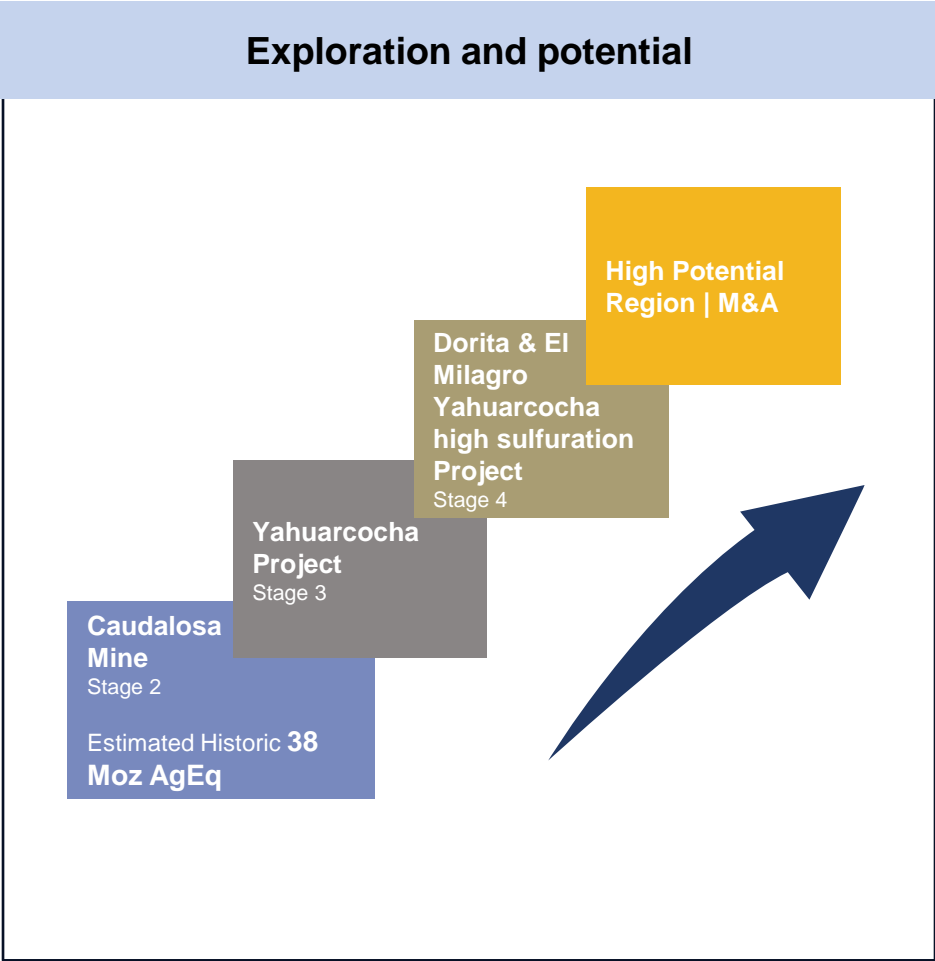 Exploration and potential
High Potential
Region | M&A
Dorita & El
Milagro
Yahuarcocha
high sulfuration
Project
Stage 4
Yahuarcocha
Project
Stage 3
Caudalosa
Mine
Stage 2
Estimated Historic 38
Moz AgEq